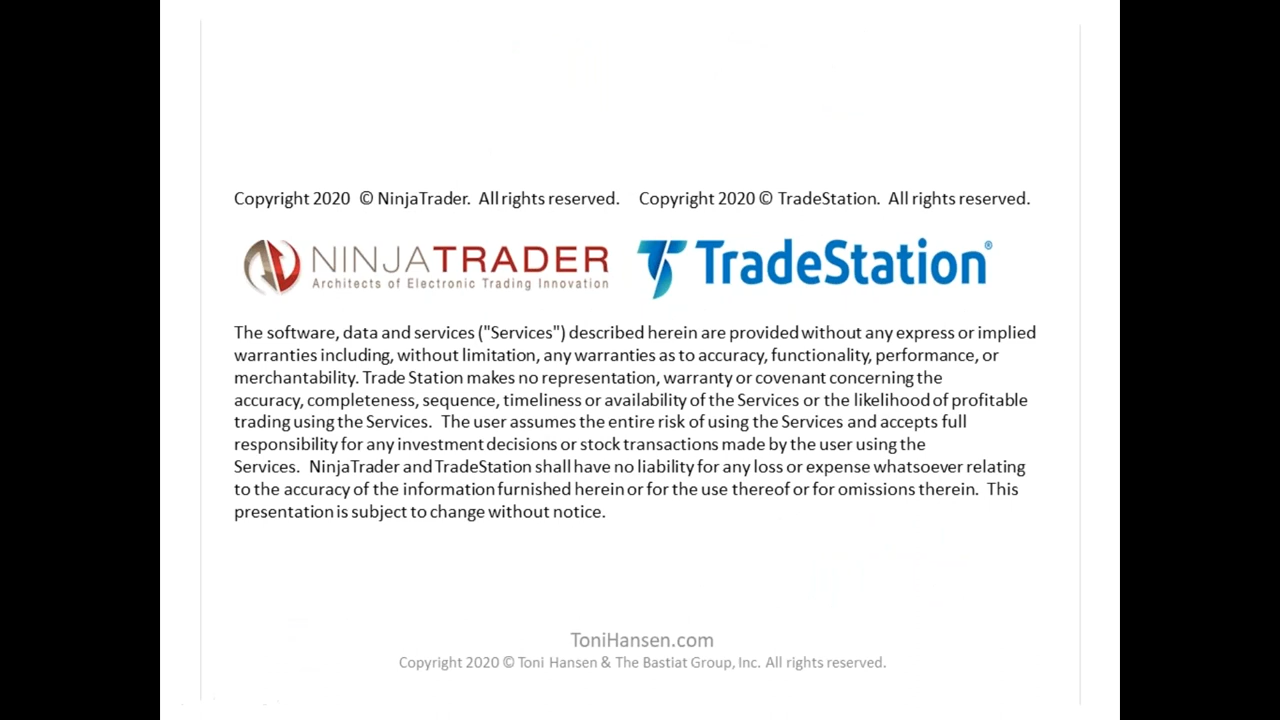 Copyright 2020 © NinjaTrader. All rights reserved. Copyright 2020 © TradeStation. All rights reserved.
NINJATRADER
Architects of Electronic Trading Innovation
TradeStation®
The software, data and services ("Services") described herein are provided without any express or implied
warranties including, without limitation, any warranties as to accuracy, functionality, performance, or
merchantability. Trade Station makes no representation, warranty or covenant concerning the
accuracy, completeness, sequence, timeliness or availability of the Services or the likelihood of profitable
trading using the Services. The user assumes the entire risk of using the Services and accepts full
responsibility for any investment decisions or stock transactions made by the user using the
Services. NinjaTrader and TradeStation shall have no liability for any loss or expense whatsoever relating
to the accuracy of the information furnished herein or for the use thereof or for omissions therein. This
presentation is subject to change without notice.
ToniHansen.com
Copyright 2020 © Toni Hansen & The Bastiat Group, Inc. All rights reserved.